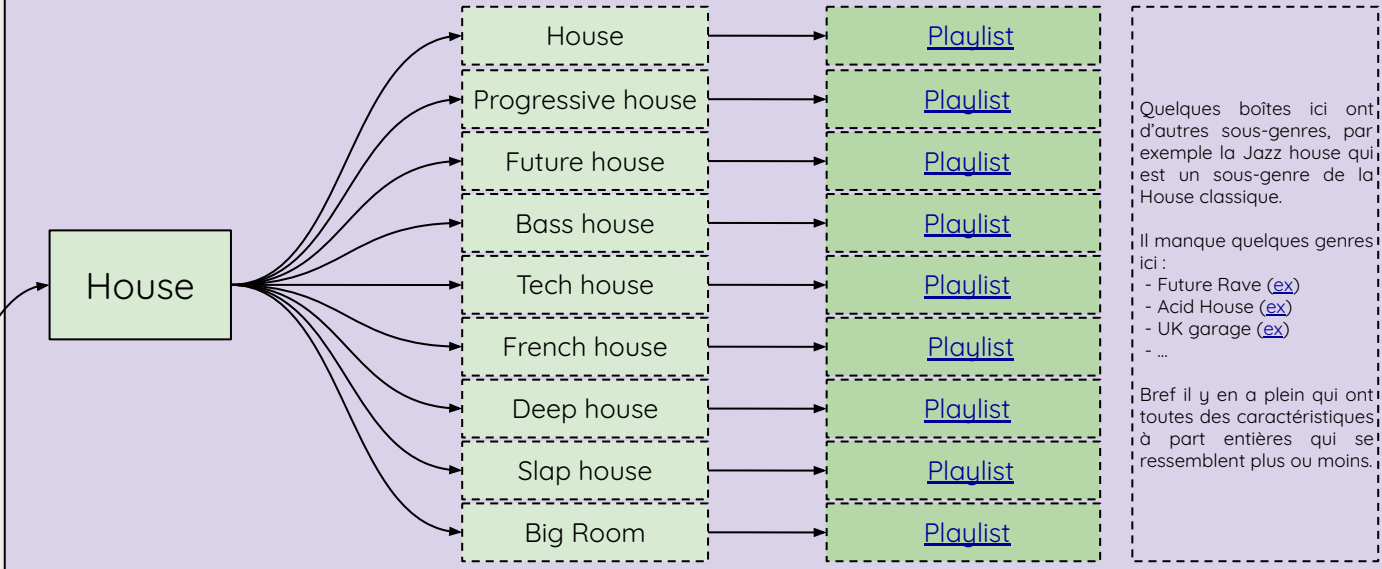 House
House
Playlist
Progressive house
Playlist
Future house
Playlist
Bass house
Playlist
Tech house
Playlist
French house
Playlist
Deep house
Playlist
Slap house
Playlist
Big Room
Playlist
Quelques boîtes ici ont
d'autres sous-genres, par
exemple la Jazz house qui
est un sous-genre de la
House classique.
Il manque quelques genres
ici :
- Future Rave (ex)
- Acid House (ex)
- UK garage (ex)
- ...
Bref il y en a plein qui ont
toutes des caractéristiques
à part entières qui se
ressemblent plus ou moins.